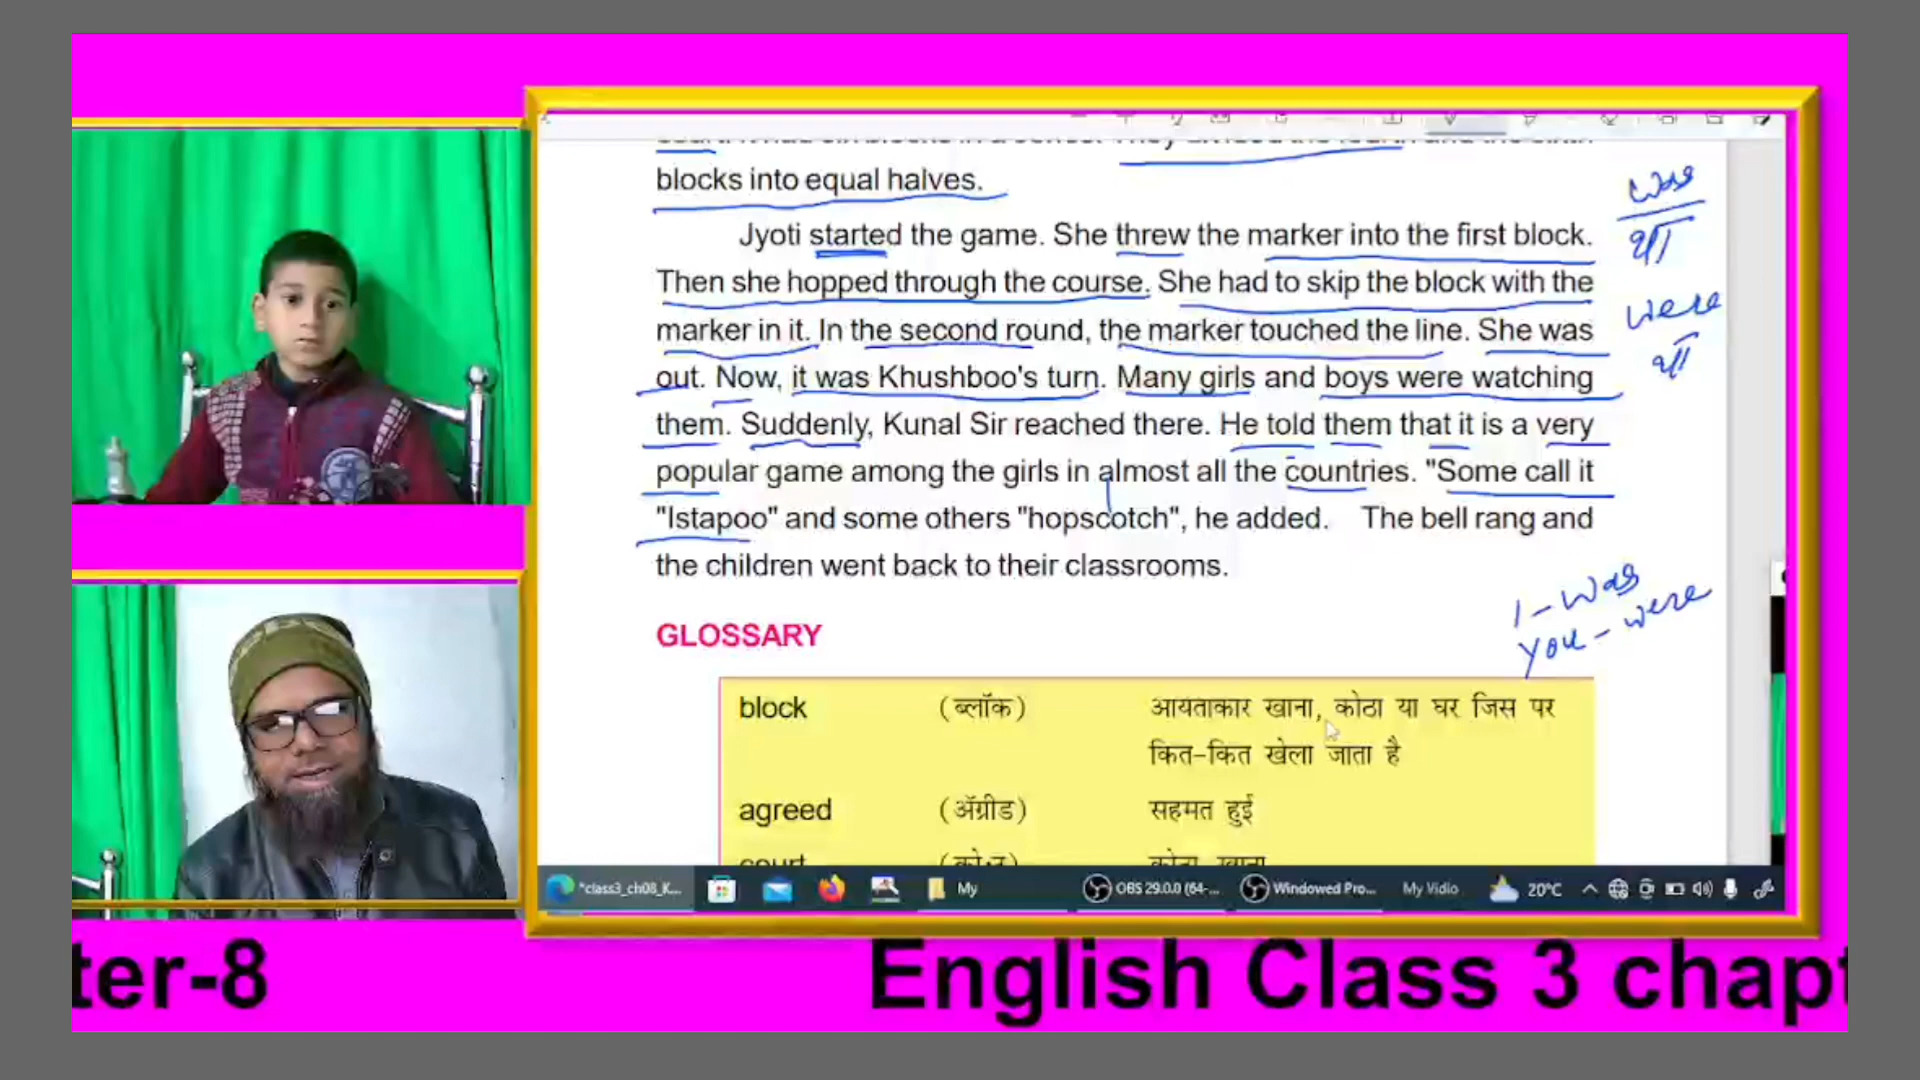 blocks into equal halves.
Jyoti started the game. She threw the marker into the first block.
Then she hopped through the course. She had to skip the block with the
marker in it. In the second round, the marker touched the line. She was
out. Now, it was Khushboo's turn. Many girls and boys were watching
them. Suddenly, Kunal Sir reached there. He told them that it is a very
popular game among the girls in almost all the countries. "Some call it
"Istapoo" and some others "hopscotch", he added. The bell rang and
the children went back to their classrooms.
was
था
were
था
1-was
you-were
GLOSSARY
block (ब्लॉक) आयताकार खाना, कोठा या घर जिस पर
कित-कित खेला जाता है
agreed (ॲग्रीड) सहमत हुई
court
*class3_ch08_K... My OBS 29.0.0 (64-... Windowed Pro... My Vidio 20°C
ter-8 English Class 3 chapt